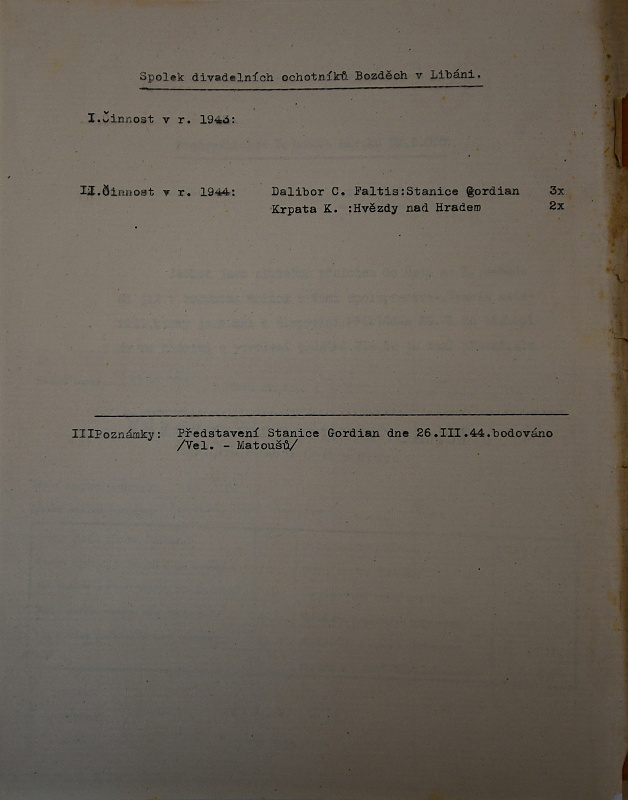 Spolek divadelních ochotníků Bozděch v Libáni.
I.Činnost v r. 1943:
II.Činnost v r. 1944: Dalibor C. Faltis:Stanice Gordian 3x
Krpata K. :Hvězdy nad Hradem 2x
IIIPoznámky: Představení Stanice Gordian dne 26.III.44.bodováno
/Vel. - Matoušů/